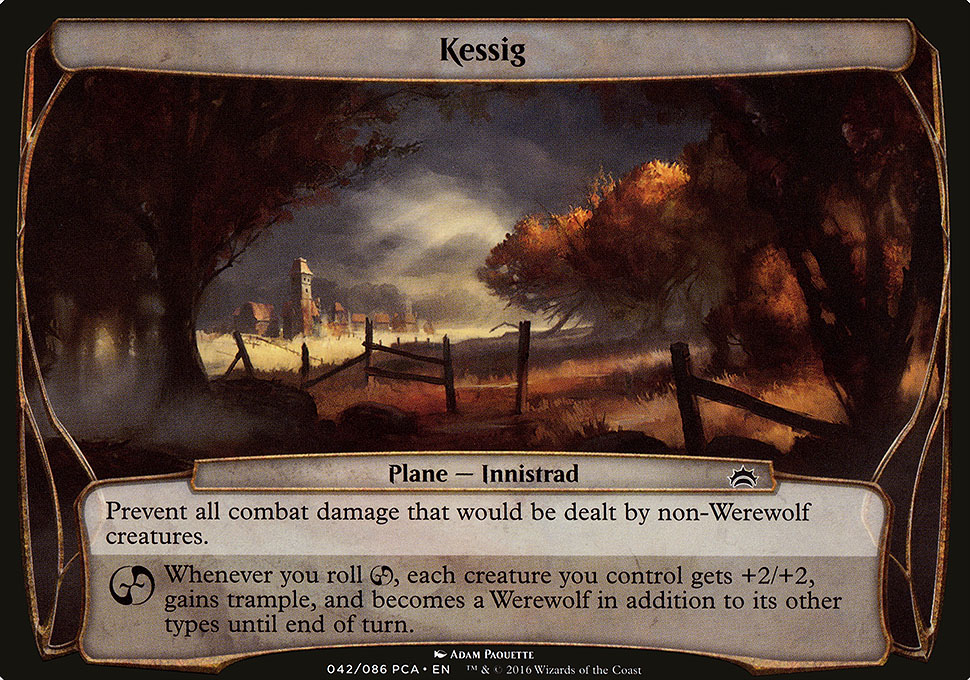 Kessig
Plane — Innistrad
Prevent all combat damage that would be dealt by non-Werewolf
creatures.
Whenever you roll , each creature you control gets +2/+2,
gains trample, and becomes a Werewolf in addition to its other
types until end of turn.
Adam Paquette
042/086 PCA • EN ™ & © 2016 Wizards of the Coast